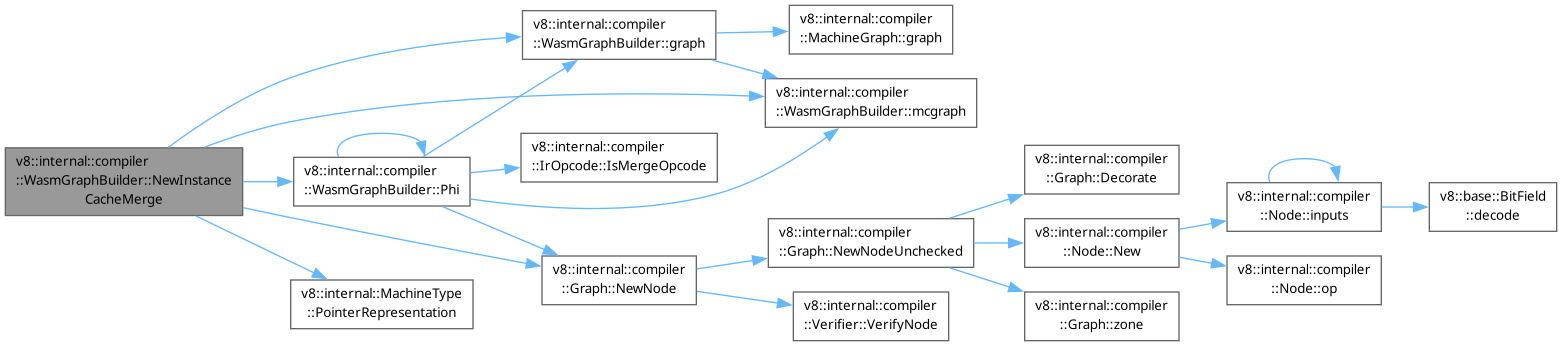 v8::internal::compiler
::WasmGraphBuilder::NewInstance
CacheMerge
v8::internal::compiler
::WasmGraphBuilder::graph
v8::internal::compiler
::MachineGraph::graph
v8::internal::compiler
::WasmGraphBuilder::mcgraph
v8::internal::compiler
::WasmGraphBuilder::Phi
v8::internal::compiler
::IrOpcode::IsMergeOpcode
v8::internal::compiler
::Graph::NewNode
v8::internal::MachineType
::PointerRepresentation
v8::internal::compiler
::Graph::NewNodeUnchecked
v8::internal::compiler
::Verifier::VerifyNode
v8::internal::compiler
::Graph::Decorate
v8::internal::compiler
::Node::New
v8::internal::compiler
::Graph::zone
v8::internal::compiler
::Node::inputs
v8::internal::compiler
::Node::op
v8::base::BitField
::decode